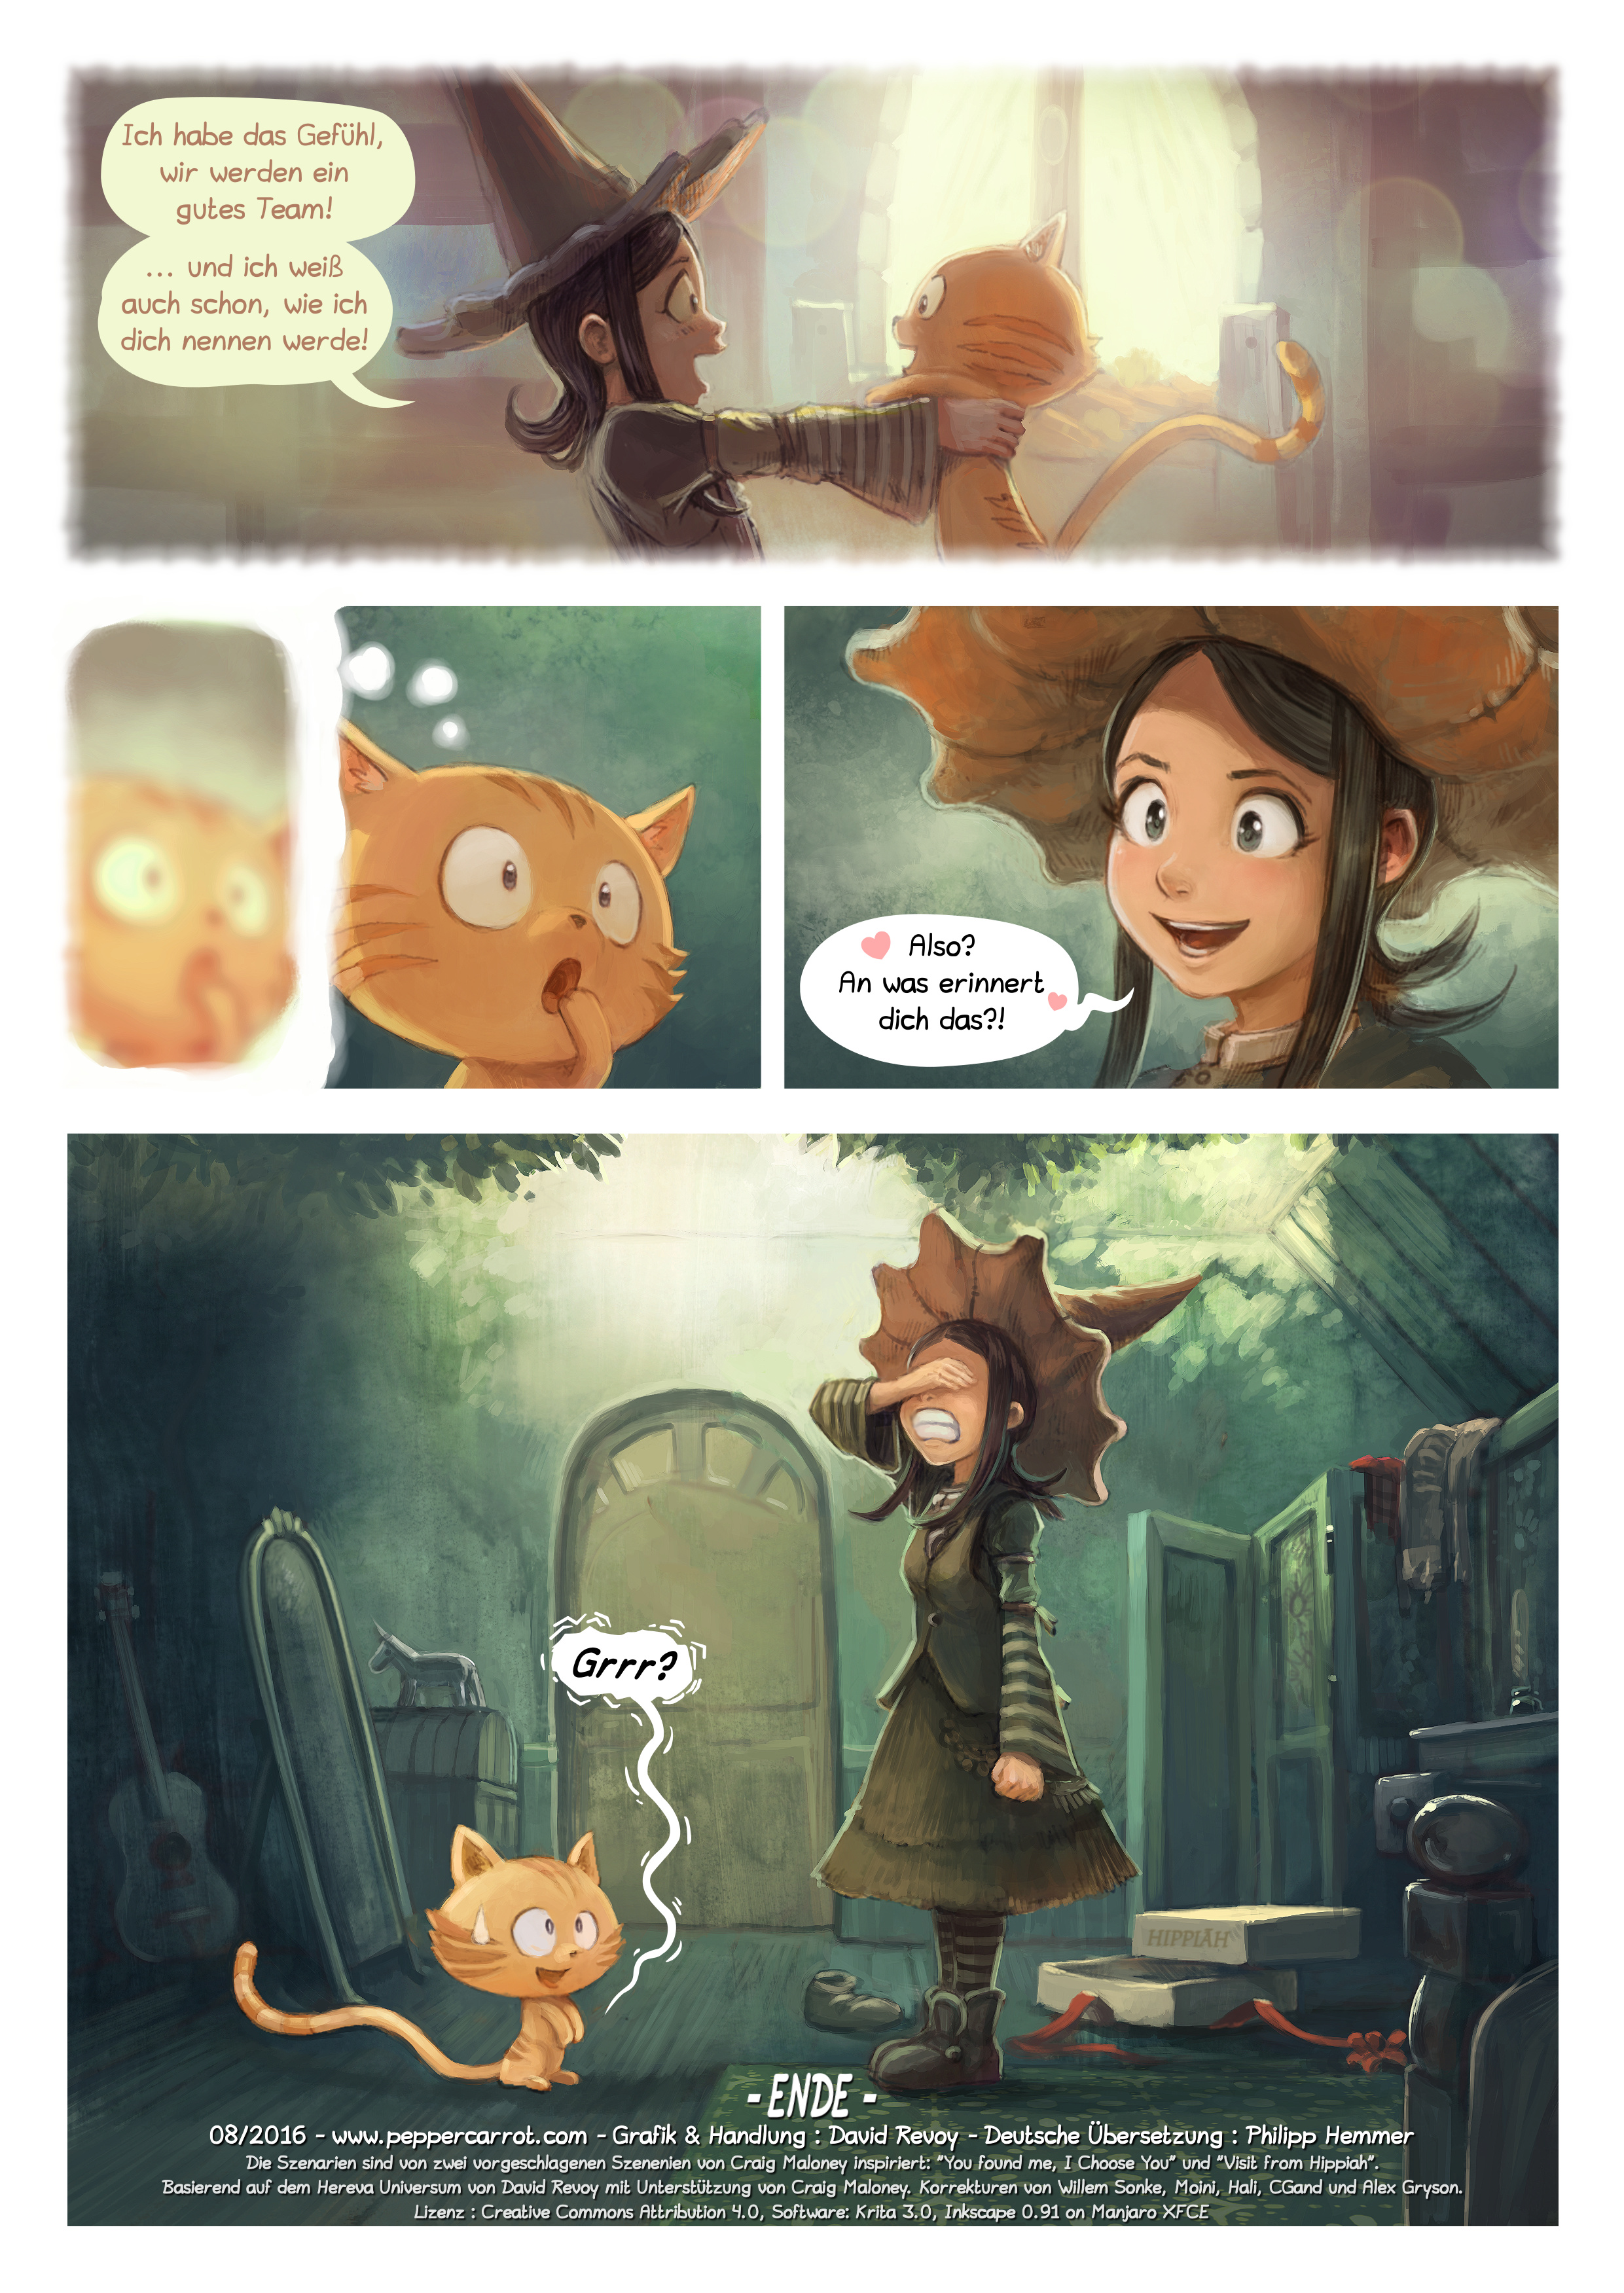 Ich habe das Gefühl,
wir werden ein
gutes Team!
... und ich weiß
auch schon, wie ich
dich nennen werde!
Also?
An was erinnert
dich das?!
Grrr?
HIPPIAH
- ENDE -
08/2016 - www.peppercarrot.com - Grafik & Handlung : David Revoy - Deutsche Übersetzung : Philipp Hemmer
Die Szenarien sind von zwei vorgeschlagenen Szenenien von Craig Maloney inspiriert: "You found me, I Choose You" und "Visit from Hippiah".
Basierend auf dem Hereva Universum von David Revoy mit Unterstützung von Craig Maloney. Korrekturen von Willem Sonke, Moini, Hali, CGand und Alex Gryson.
Lizenz : Creative Commons Attribution 4.0, Software: Krita 3.0, Inkscape 0.91 on Manjaro XFCE